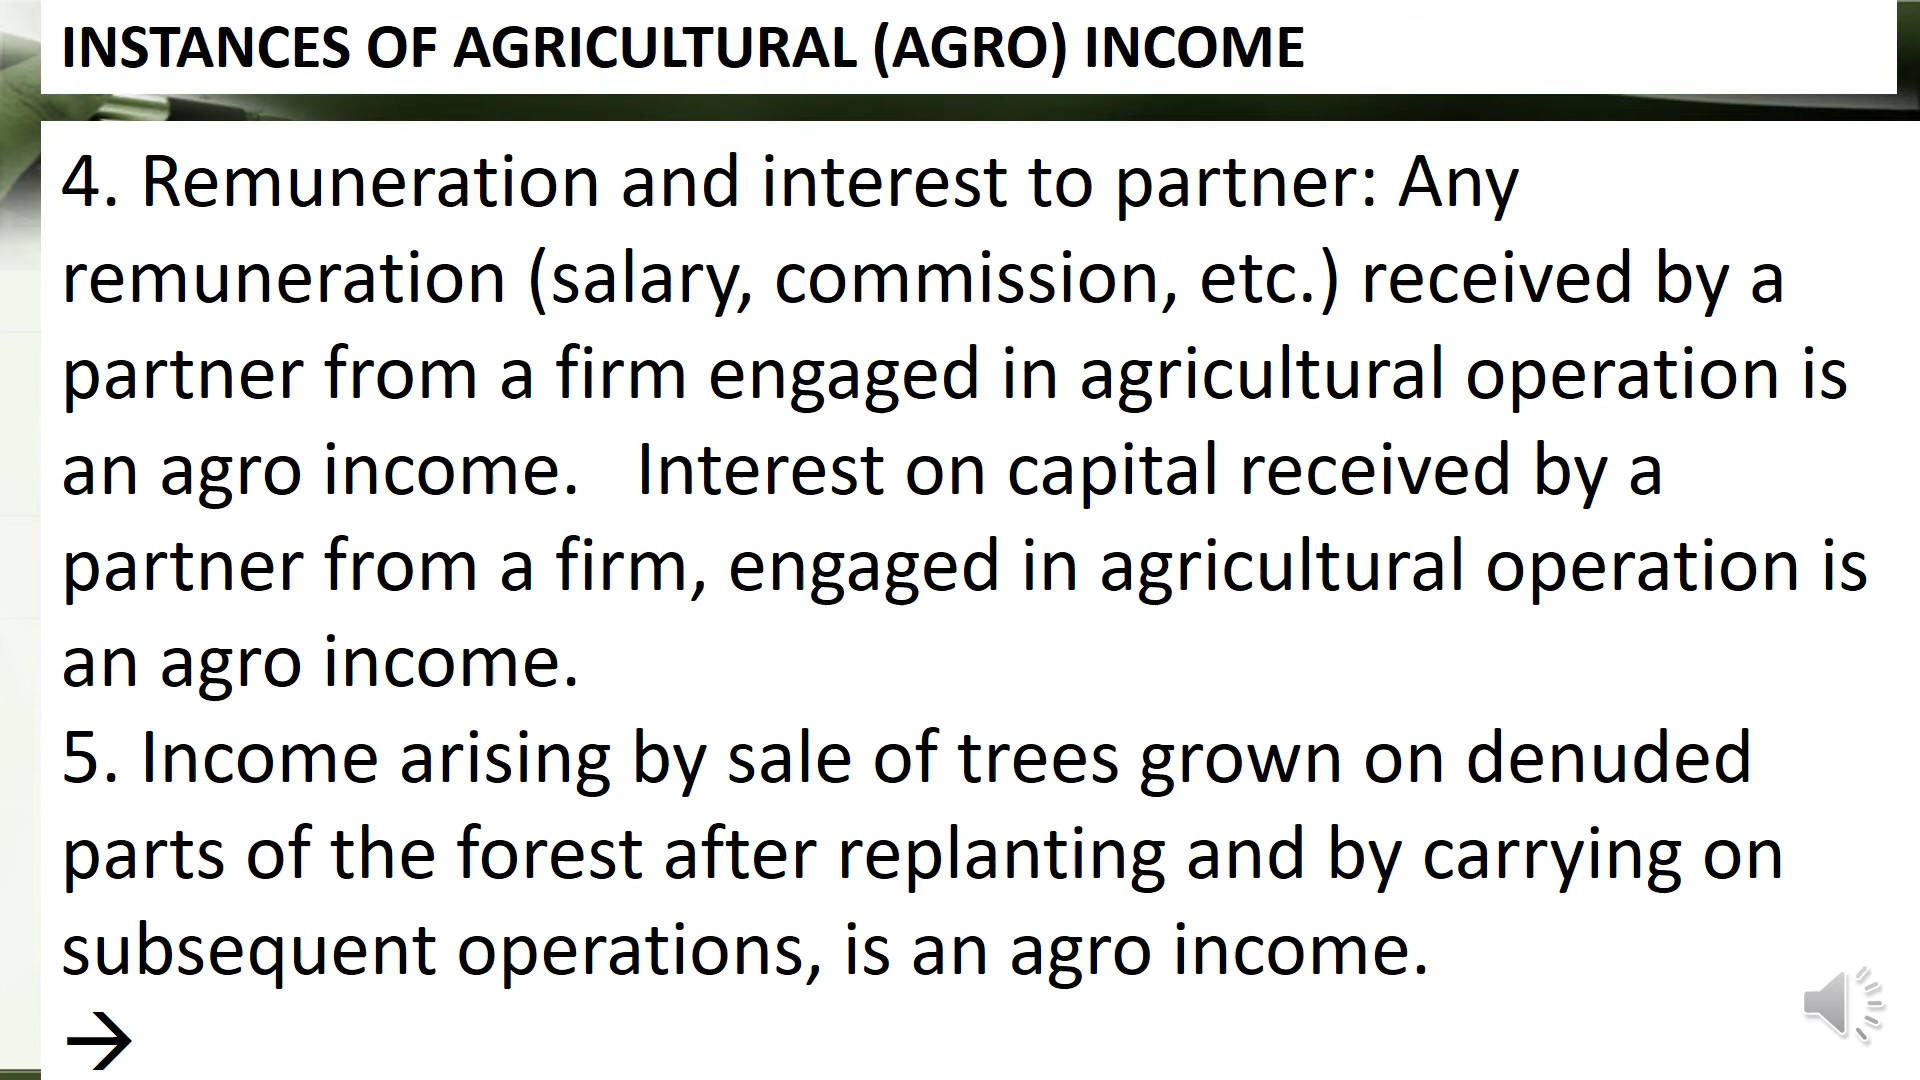 INSTANCES OF AGRICULTURAL (AGRO) INCOME
4. Remuneration and interest to partner: Any
remuneration (salary, commission, etc.) received by a
partner from a firm engaged in agricultural operation is
an agro income.   Interest on capital received by a
partner from a firm, engaged in agricultural operation is
an agro income.
5. Income arising by sale of trees grown on denuded
parts of the forest after replanting and by carrying on
subsequent operations, is an agro income.
→